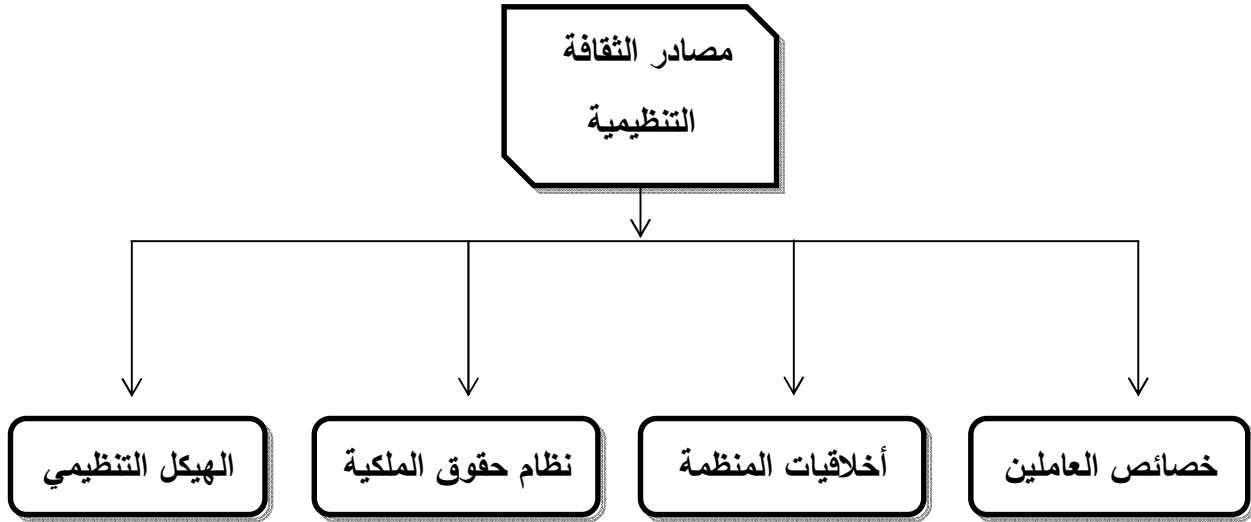 مصادر الثقافة
التنظيمية
خصائص العاملين
أخلاقيات المنظمة
نظام حقوق الملكية
الهيكل التنظيمي